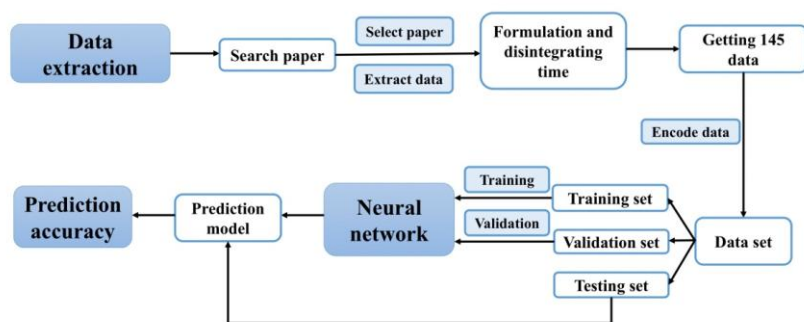 Data
extraction
Search paper
Select paper
Extract data
Formulation and
disintegrating
time
Getting 145
data
Encode data
Data set
Training set
Validation set
Testing set
Training
Validation
Neural
network
Prediction
model
Prediction
accuracy